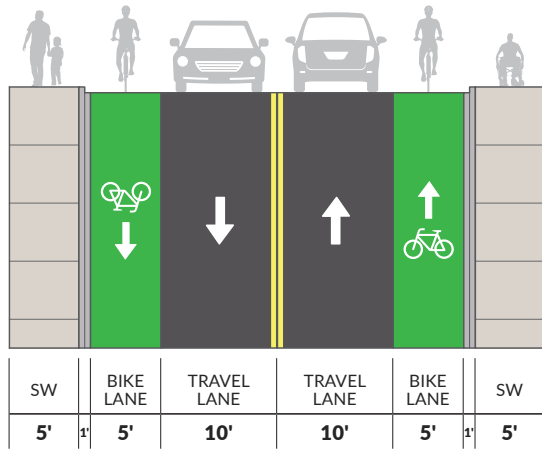 SW
BIKE
LANE
TRAVEL
LANE
TRAVEL
LANE
BIKE
LANE
SW
5' 1' 5' 10' 10' 5' 1' 5'